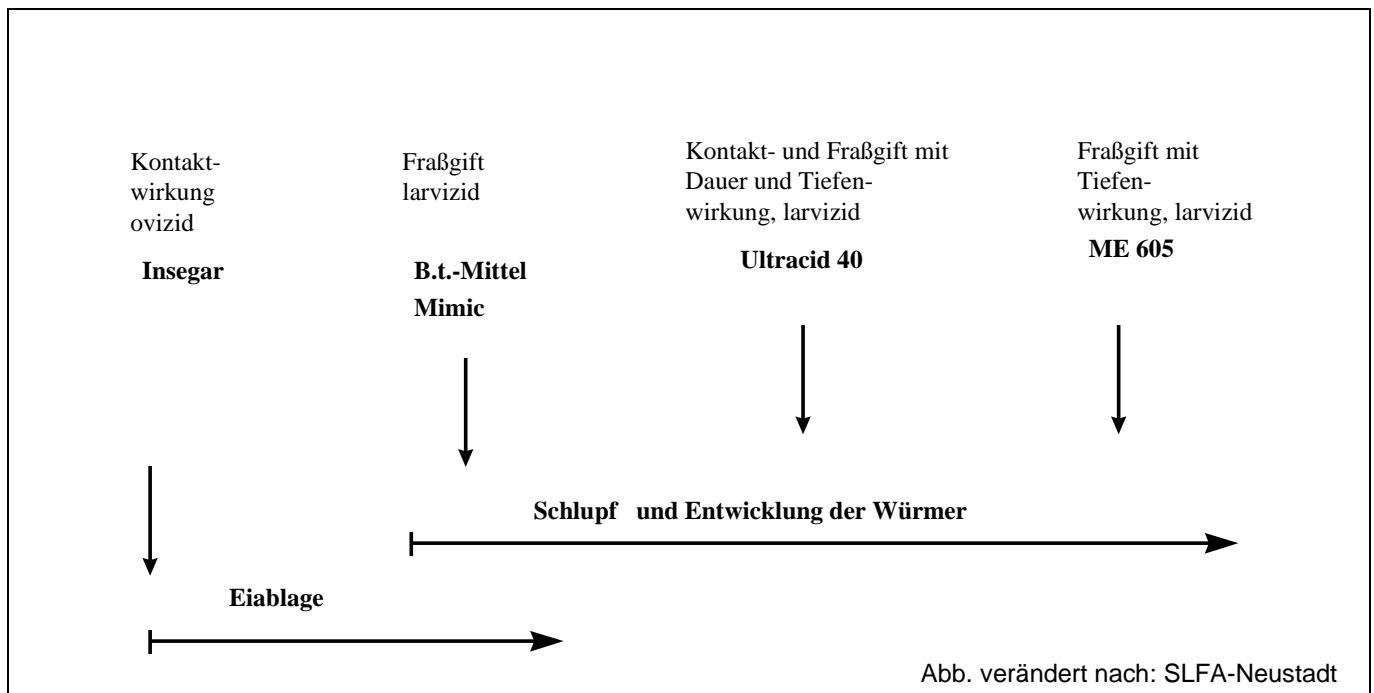 Kontakt-
wirkung
ovizid
Insegar
Fraßgift
larvizid
B.t.-Mittel
Mimic
Kontakt- und Fraßgift mit
Dauer und Tiefen-
wirkung, larvizid
Ultracid 40
Fraßgift mit
Tiefen-
wirkung, larvizid
ME 605
Schlupf und Entwicklung der Würmer
Eiablage
Abb. verändert nach: SLFA-Neustadt